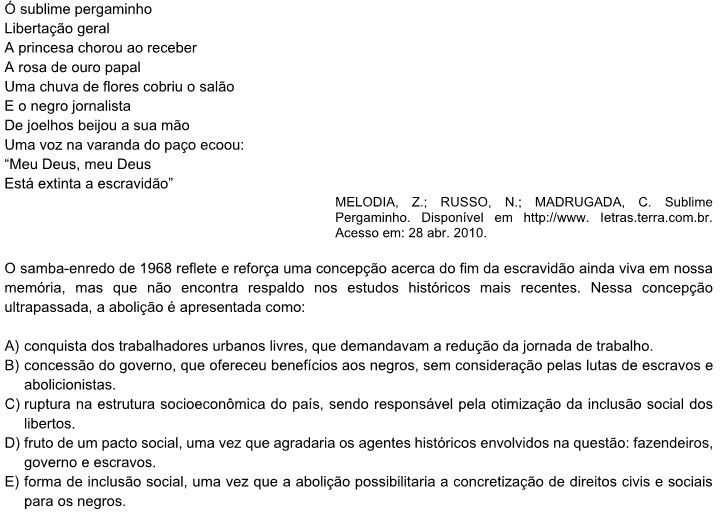 Ó sublime pergaminho
Libertação geral
A princesa chorou ao receber
A rosa de ouro papal
Uma chuva de flores cobriu o salão
E o negro jornalista
De joelhos beijou a sua mão
Uma voz na varanda do paço ecoou:
“Meu Deus, meu Deus
Está extinta a escravidão”
MELODIA, Z.; RUSSO, N.; MADRUGADA, C. Sublime
Pergaminho. Disponível em http://www. letras.terra.com.br.
Acesso em: 28 abr. 2010.
O samba-enredo de 1968 reflete e reforça uma concepção acerca do fim da escravidão ainda viva em nossa
memória, mas que não encontra respaldo nos estudos históricos mais recentes. Nessa concepção
ultrapassada, a abolição é apresentada como:
A) conquista dos trabalhadores urbanos livres, que demandavam a redução da jornada de trabalho.
B) concessão do governo, que ofereceu benefícios aos negros, sem consideração pelas lutas de escravos e
abolicionistas.
C) ruptura na estrutura socioeconômica do país, sendo responsável pela otimização da inclusão social dos
libertos.
D) fruto de um pacto social, uma vez que agradaria os agentes históricos envolvidos na questão: fazendeiros,
governo e escravos.
E) forma de inclusão social, uma vez que a abolição possibilitaria a concretização de direitos civis e sociais
para os negros.